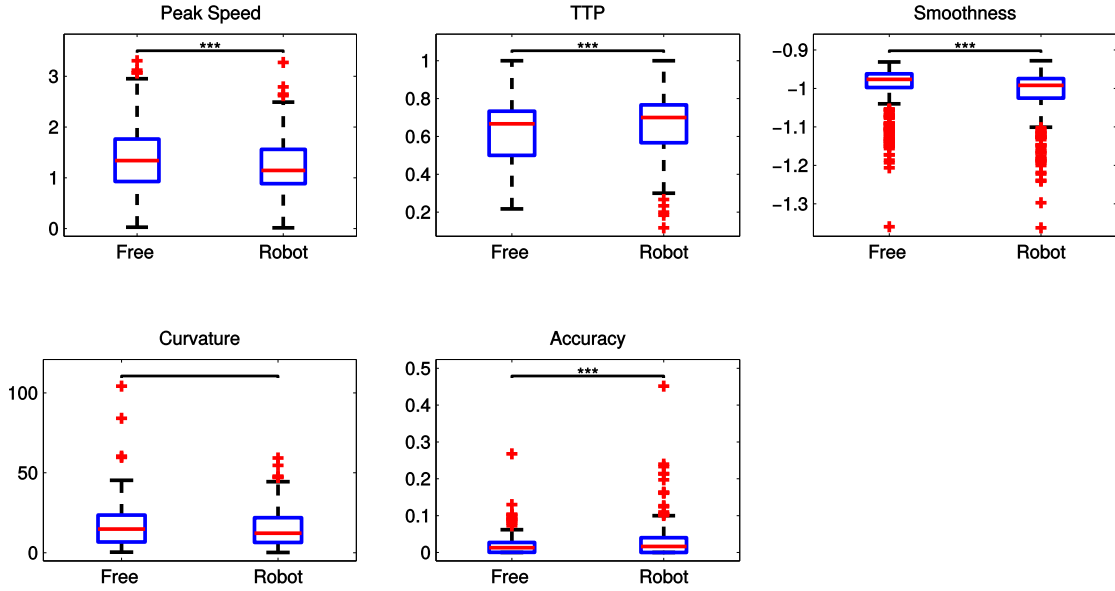 Peak Speed
***
3
2
1
0
Free Robot
TTP
***
1
0.8
0.6
0.4
0.2
Free Robot
Smoothness
***
−0.9
−1
−1.1
−1.2
−1.3
Free Robot
Curvature
100
50
0
Free Robot
Accuracy
***
0.5
0.4
0.3
0.2
0.1
0
Free Robot